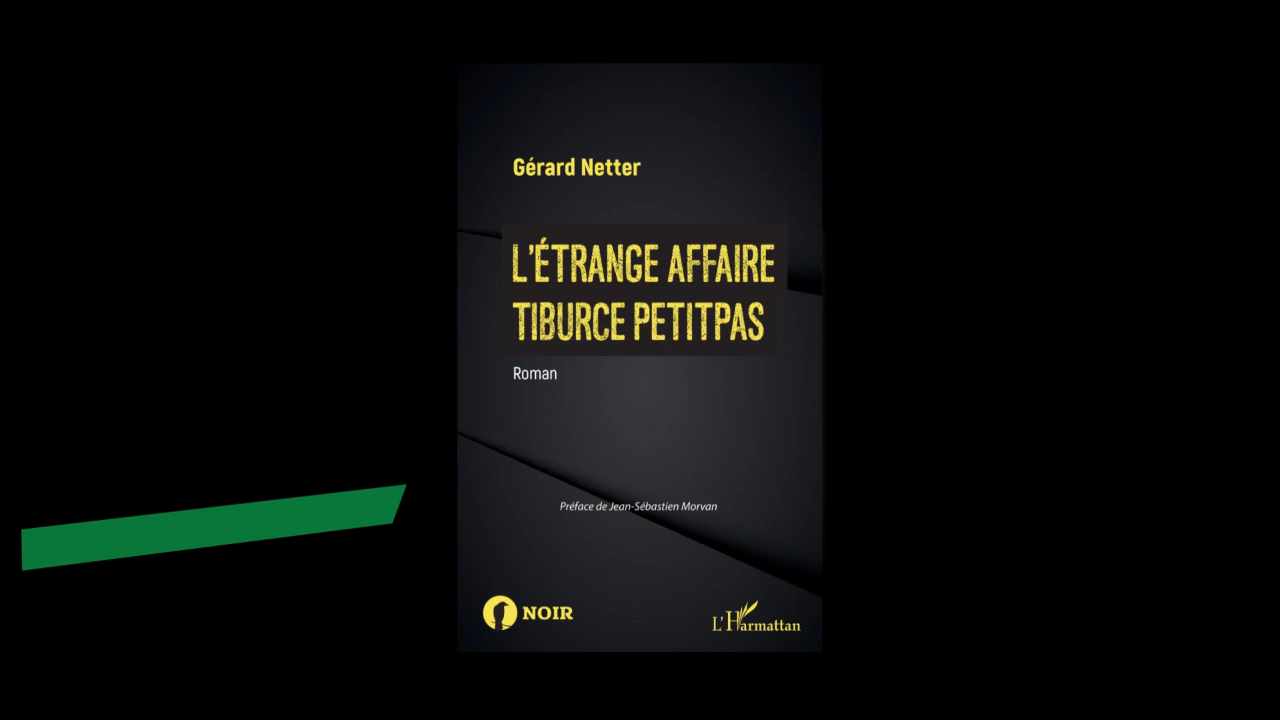 Gérard Netter
L'ÉTRANGE AFFAIRE
TIBURCE PETITPAS
Roman
Préface de Jean-Sébastien Morvan
NOIR
L'Harmattan